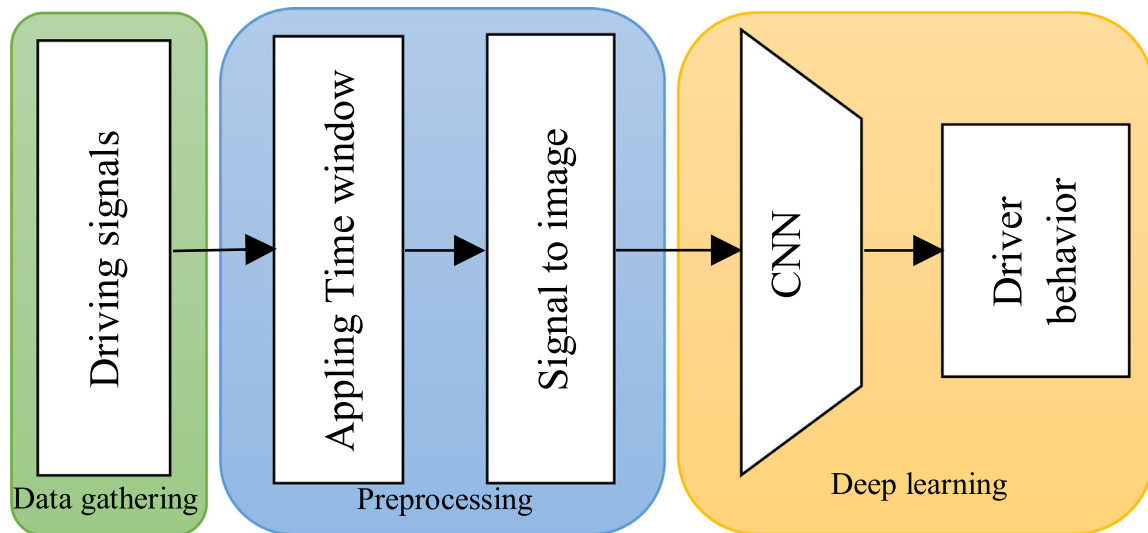 Driving signals
Data gathering
Appling Time window
Signal to image
Preprocessing
CNN
Driver
behavior
Deep learning